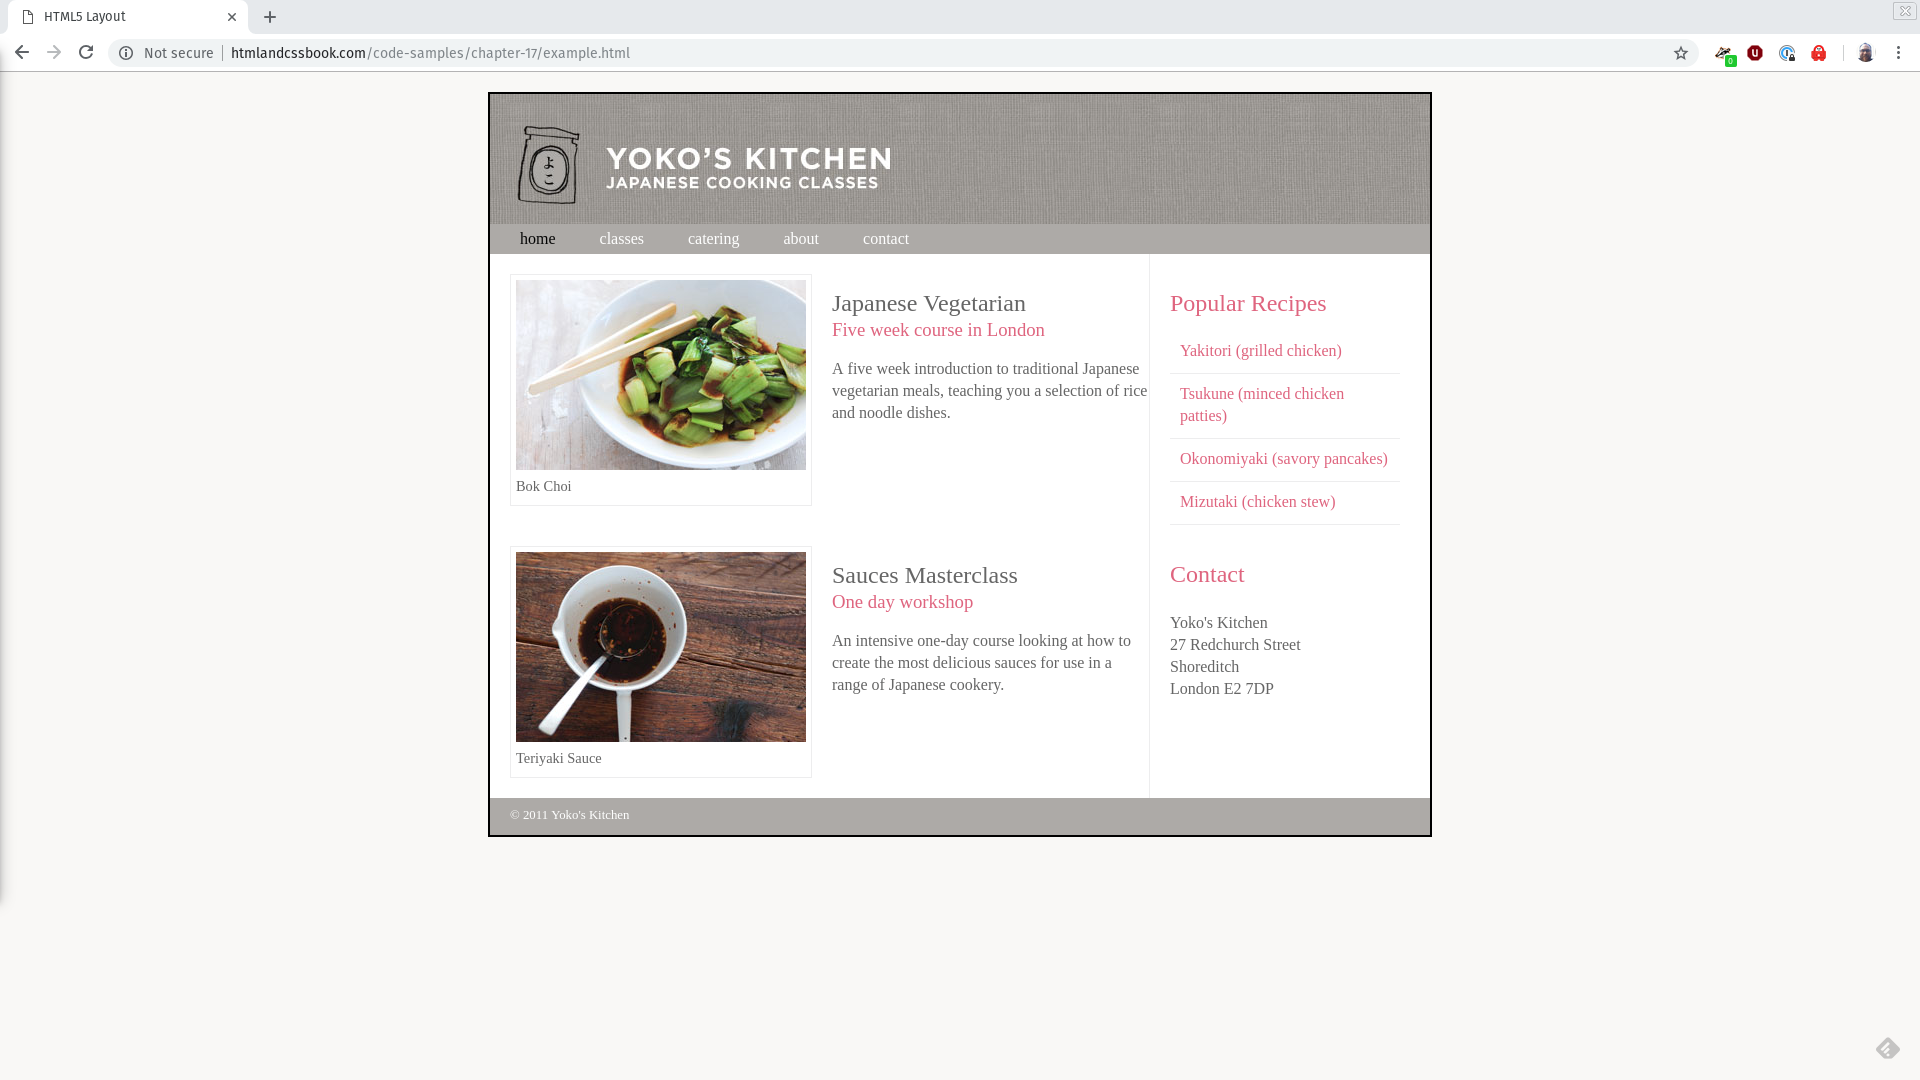 HTML5 Layout
Not secure
htmlandcssbook.com/code-samples/chapter-17/example.html
0
よ
こ
YOKO’S KITCHEN
JAPANESE COOKING CLASSES
home classes catering about contact
Bok Choi
Japanese Vegetarian
Five week course in London
A five week introduction to traditional Japanese
vegetarian meals, teaching you a selection of rice
and noodle dishes.
Teriyaki Sauce
Sauces Masterclass
One day workshop
An intensive one-day course looking at how to
create the most delicious sauces for use in a
range of Japanese cookery.
Popular Recipes
Yakitori (grilled chicken)
Tsukune (minced chicken
patties)
Okonomiyaki (savory pancakes)
Mizutaki (chicken stew)
Contact
Yoko's Kitchen
27 Redchurch Street
Shoreditch
London E2 7DP
© 2011 Yoko's Kitchen